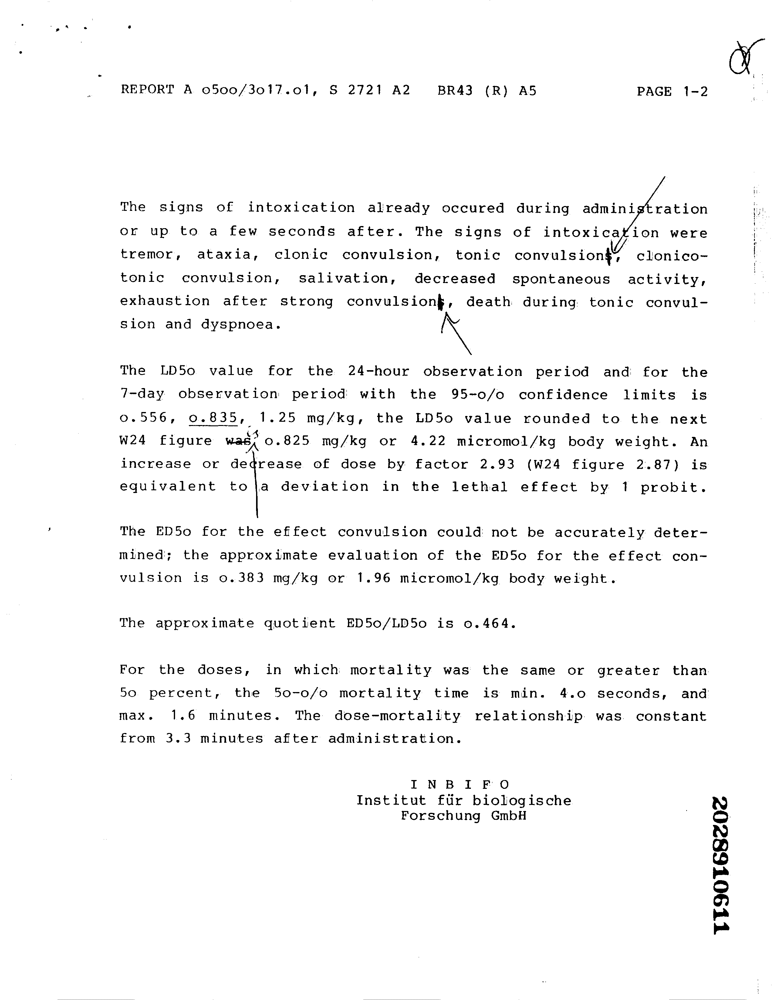 REPORT A o5oo/3o17.o1, S 2721 A2 BR43 (R) A5 PAGE 1-2
The signs of intoxication already occured during administration
or up to a few seconds after. The signs of intoxication were
tremor, ataxia, clonic convulsion, tonic convulsions, clonico-
tonic convulsion, salivation, decreased spontaneous activity,
exhaustion after strong convulsions, death during tonic convul-
sion and dyspnoea.
The LD5o value for the 24-hour observation period and for the
7-day observation period with the 95-o/o confidence limits is
o.556, o.835, 1.25 mg/kg, the LD5o value rounded to the next
is
W24 figure was o.825 mg/kg or 4.22 micromol/kg body weight. An
increase or decrease of dose by factor 2.93 (W24 figure 2.87) is
equivalent to a deviation in the lethal effect by 1 probit.
The ED5o for the effect convulsion could not be accurately deter-
mined; the approximate evaluation of the ED5o for the effect con-
vulsion is o.383 mg/kg or 1.96 micromol/kg body weight.
The approximate quotient ED5o/LD5o is o.464.
For the doses, in which mortality was the same or greater than
5o percent, the 5o-o/o mortality time is min. 4.o seconds, and
max. 1.6 minutes. The dose-mortality relationship was constant
from 3.3 minutes after administration.
I N B I F O
Institut für biologische
Forschung GmbH
2028910611